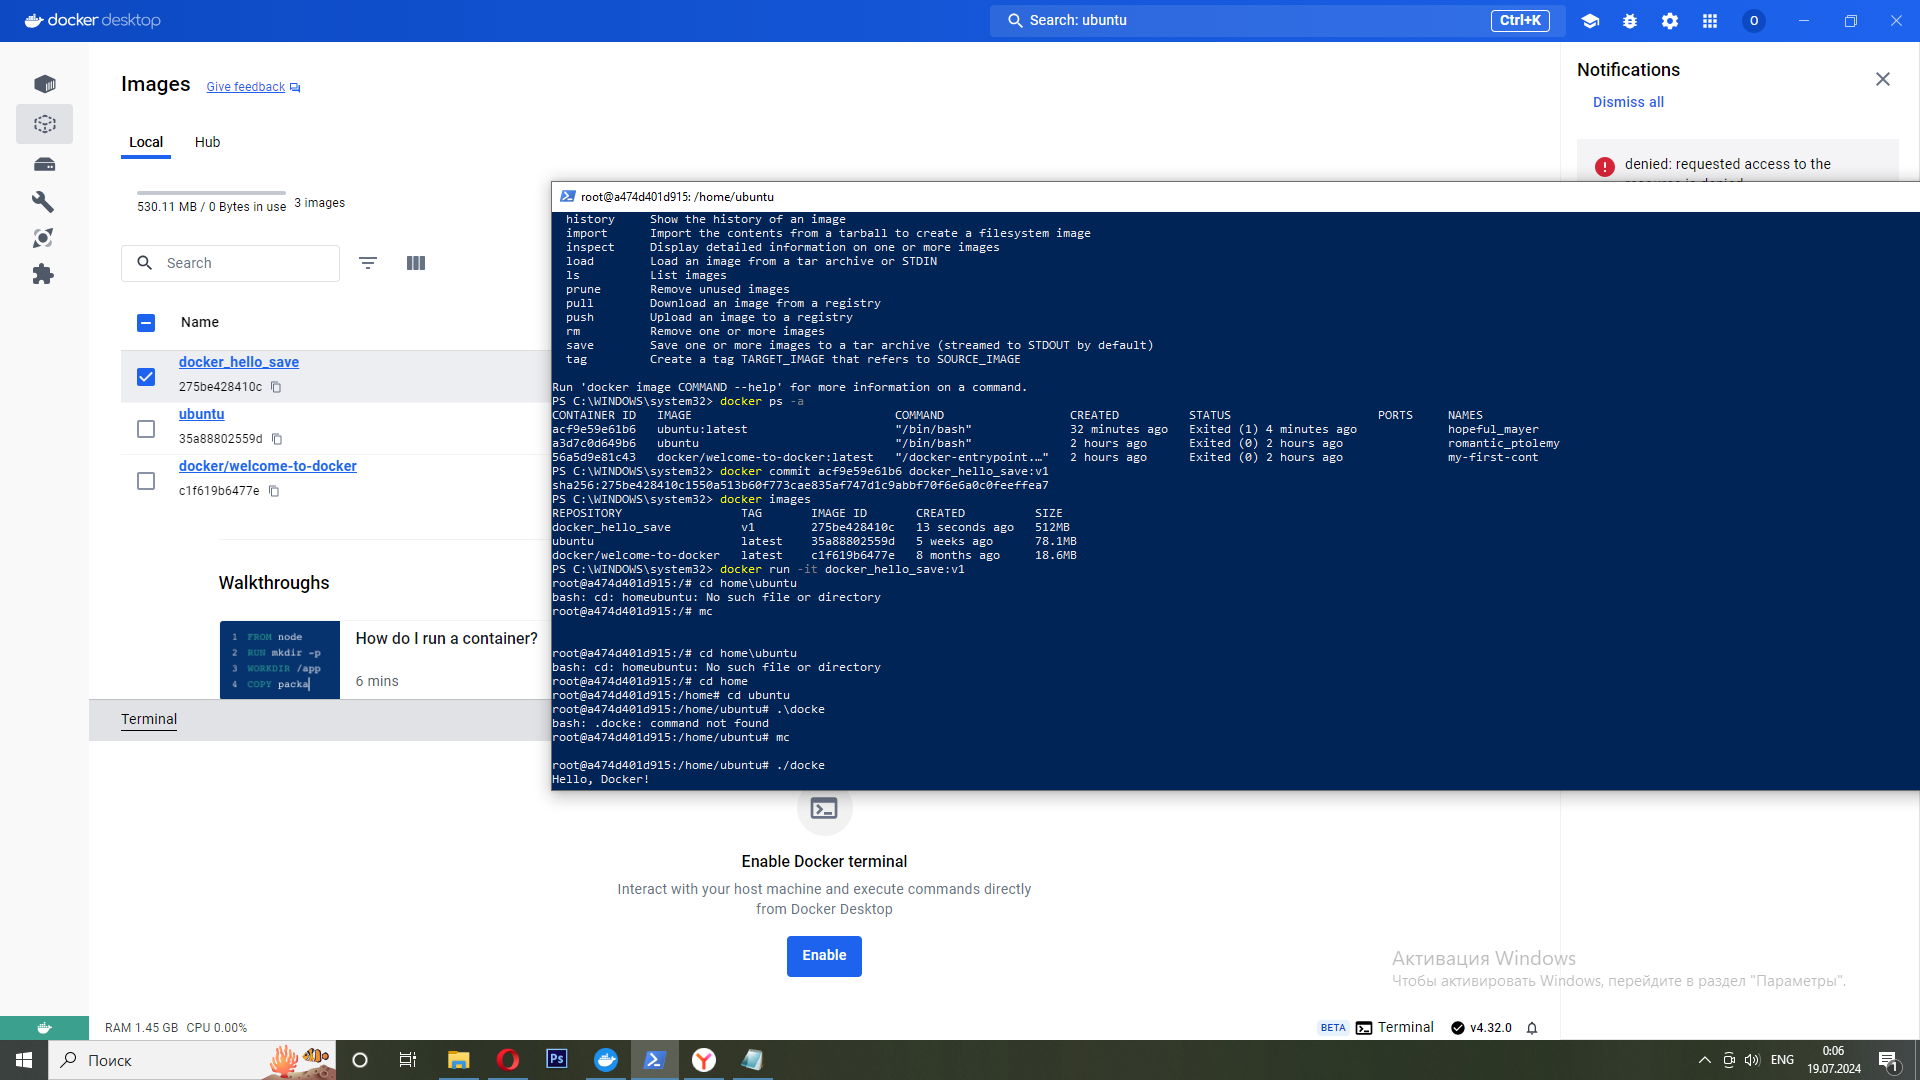 docker desktop
Search: ubuntu
Ctrl+K
O
Images
Give feedback
Local
Hub
530.11 MB / 0 Bytes in use
3 images
Search
Name
docker_hello_save
275be428410c
ubuntu
35a88802559d
docker/welcome-to-docker
c1f619b6477e
Walkthroughs
1 FROM node
2 RUN mkdir -p
3 WORKDIR /app
4 COPY packa
How do I run a container?
6 mins
Notifications
Dismiss all
denied: requested access to the
root@a474d401d915: /home/ubuntu
history Show the history of an image
import Import the contents from a tarball to create a filesystem image
inspect Display detailed information on one or more images
load Load an image from a tar archive or STDIN
ls List images
prune Remove unused images
pull Download an image from a registry
push Upload an image to a registry
rm Remove one or more images
save Save one or more images to a tar archive (streamed to STDOUT by default)
tag Create a tag TARGET_IMAGE that refers to SOURCE_IMAGE
Run 'docker image COMMAND --help' for more information on a command.
PS C:\WINDOWS\system32> docker ps -a
CONTAINER ID IMAGE COMMAND CREATED STATUS PORTS NAMES
acf9e59e61b6 ubuntu:latest "/bin/bash" 32 minutes ago Exited (1) 4 minutes ago hopeful_mayer
a3d7c0d649b6 ubuntu "/bin/bash" 2 hours ago Exited (0) 2 hours ago romantic_ptolemy
56a5d9e81c43 docker/welcome-to-docker:latest "/docker-entrypoint.…" 2 hours ago Exited (0) 2 hours ago my-first-cont
PS C:\WINDOWS\system32> docker commit acf9e59e61b6 docker_hello_save:v1
sha256:275be428410c1550a513b60f773cae835af747d1c9abbf70f6e6a0c0feeffea7
PS C:\WINDOWS\system32> docker images
REPOSITORY TAG IMAGE ID CREATED SIZE
docker_hello_save v1 275be428410c 13 seconds ago 512MB
ubuntu latest 35a88802559d 5 weeks ago 78.1MB
docker/welcome-to-docker latest c1f619b6477e 8 months ago 18.6MB
PS C:\WINDOWS\system32> docker run -it docker_hello_save:v1
root@a474d401d915:/# cd home\ubuntu
bash: cd: homeubuntu: No such file or directory
root@a474d401d915:/# mc
root@a474d401d915:/# cd home\ubuntu
bash: cd: homeubuntu: No such file or directory
root@a474d401d915:/# cd home
root@a474d401d915:/home# cd ubuntu
root@a474d401d915:/home/ubuntu# .\docke
bash: .docke: command not found
root@a474d401d915:/home/ubuntu# mc
root@a474d401d915:/home/ubuntu# ./docke
Hello, Docker!
Terminal
Enable Docker terminal
Interact with your host machine and execute commands directly
from Docker Desktop
Enable
Активация Windows
Чтобы активировать Windows, перейдите в раздел "Параметры".
RAM 1.45 GB CPU 0.00%
BETA Terminal v4.32.0
Поиск
Ps
ENG
0:06
19.07.2024
1